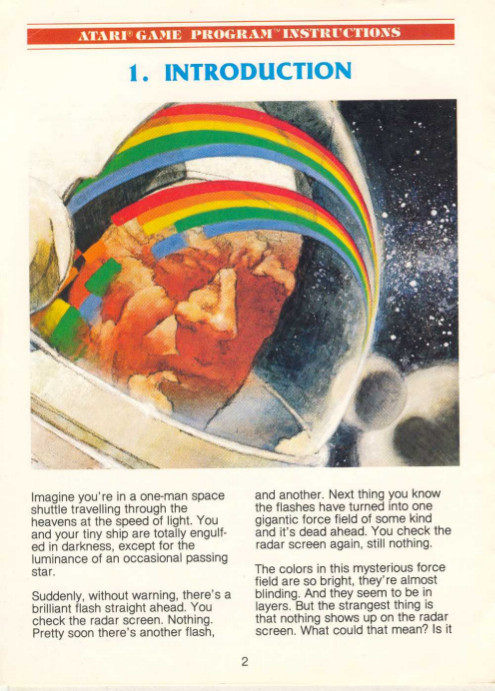 ATARI® GAME PROGRAM™ INSTRUCTIONS
1. INTRODUCTION
Imagine you're in a one-man space
shuttle travelling through the
heavens at the speed of light. You
and your tiny ship are totally engulf-
ed in darkness, except for the
luminance of an occasional passing
star.
Suddenly, without warning, there's a
brilliant flash straight ahead. You
check the radar screen. Nothing.
Pretty soon there's another flash,
and another. Next thing you know
the flashes have turned into one
gigantic force field of some kind
and it's dead ahead. You check the
radar screen again, still nothing.
The colors in this mysterious force
field are so bright, they're almost
blinding. And they seem to be in
layers. But the strangest thing is
that nothing shows up on the radar
screen. What could that mean? Is it
2